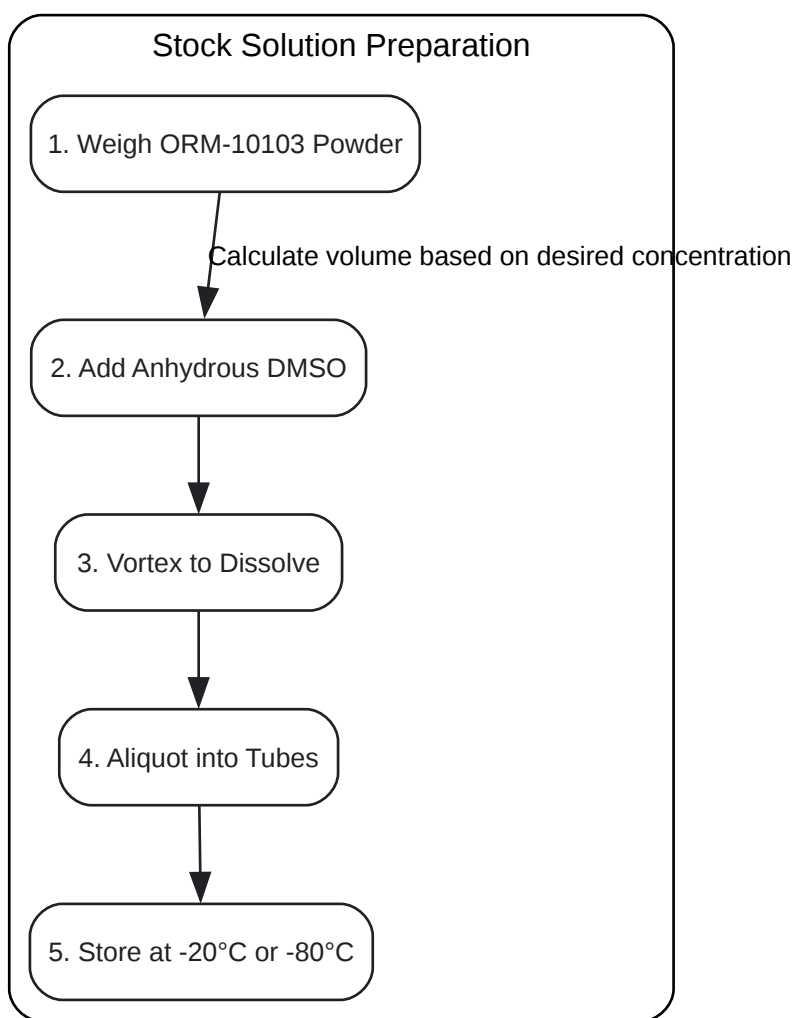 Stock Solution Preparation
1. Weigh ORM-10103 Powder
Calculate volume based on desired concentration
2. Add Anhydrous DMSO
3. Vortex to Dissolve
4. Aliquot into Tubes
5. Store at -20°C or -80°C